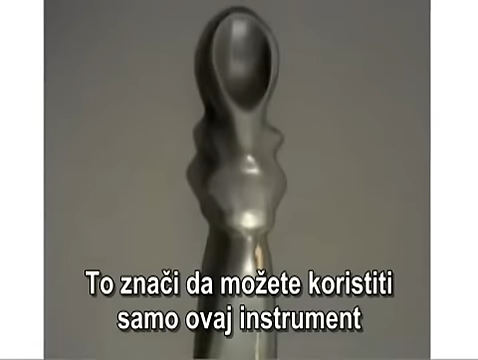 To znači da možete koristiti
samo ovaj instrument